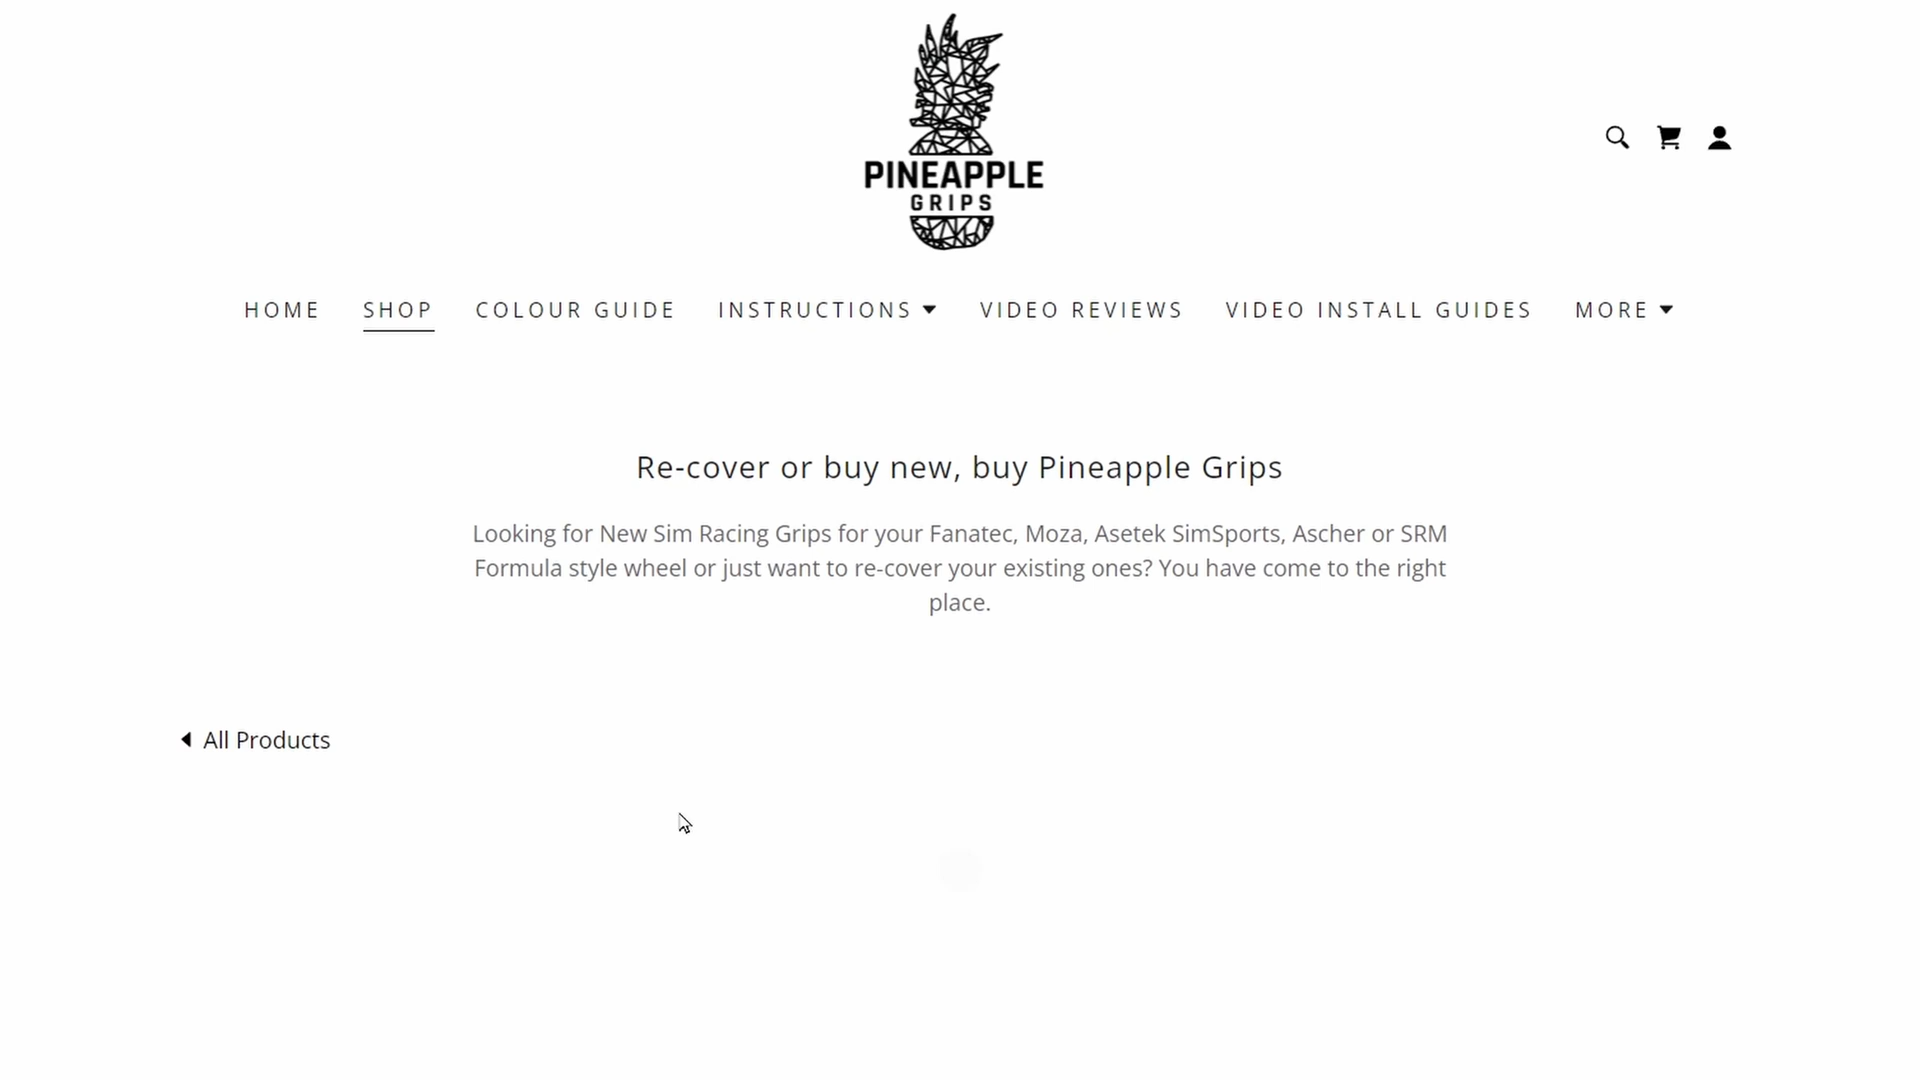 PINEAPPLE
GRIPS
HOME SHOP COLOUR GUIDE INSTRUCTIONS VIDEO REVIEWS VIDEO INSTALL GUIDES MORE
Re-cover or buy new, buy Pineapple Grips
Looking for New Sim Racing Grips for your Fanatec, Moza, Asetek SimSports, Ascher or SRM
Formula style wheel or just want to re-cover your existing ones? You have come to the right
place.
All Products